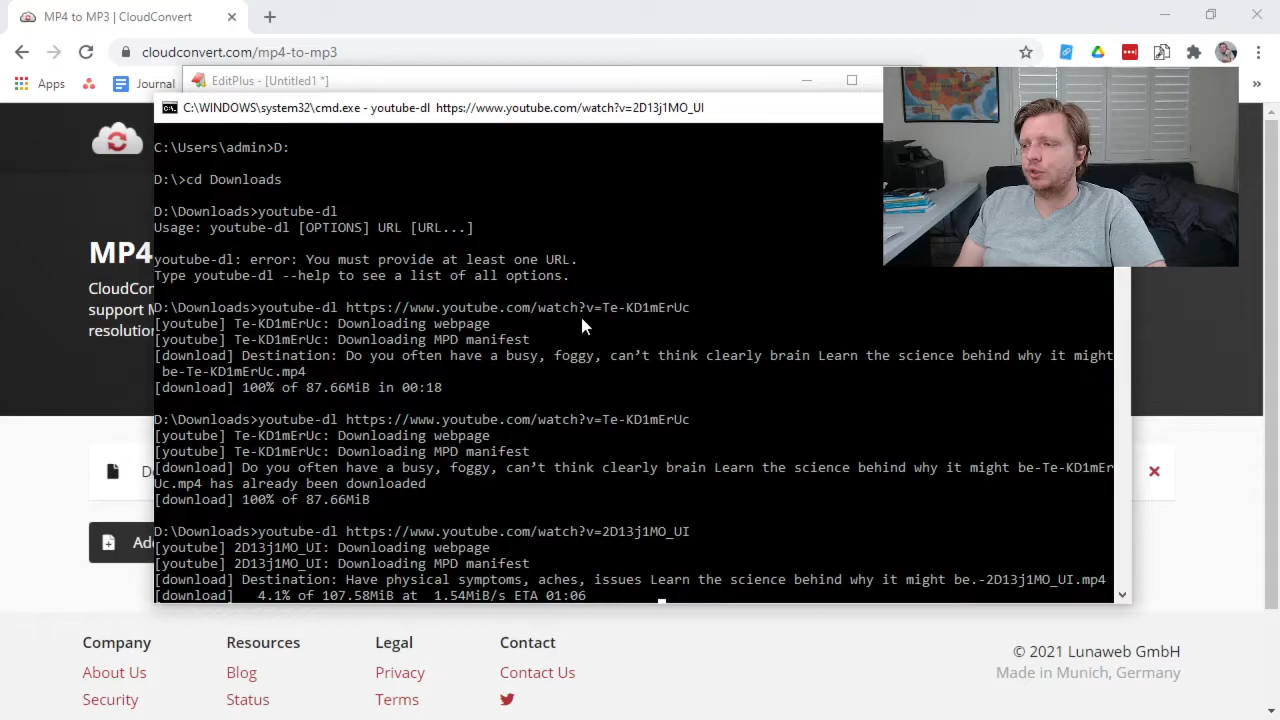 MP4 to MP3 | CloudConvert
cloudconvert.com/mp4-to-mp3
Apps
Journal
EditPlus - [Untitled1 *]
C:\WINDOWS\system32\cmd.exe - youtube-dl https://www.youtube.com/watch?v=2D13j1MO_UI
C:\Users\admin>D:
D:\>cd Downloads
D:\Downloads>youtube-dl
Usage: youtube-dl [OPTIONS] URL [URL...]
youtube-dl: error: You must provide at least one URL.
Type youtube-dl --help to see a list of all options.
D:\Downloads>youtube-dl https://www.youtube.com/watch?v=Te-KD1mErUc
[youtube] Te-KD1mErUc: Downloading webpage
[youtube] Te-KD1mErUc: Downloading MPD manifest
[download] Destination: Do you often have a busy, foggy, can’t think clearly brain Learn the science behind why it might
be-Te-KD1mErUc.mp4
[download] 100% of 87.66MiB in 00:18
D:\Downloads>youtube-dl https://www.youtube.com/watch?v=Te-KD1mErUc
[youtube] Te-KD1mErUc: Downloading webpage
[youtube] Te-KD1mErUc: Downloading MPD manifest
[download] Do you often have a busy, foggy, can’t think clearly brain Learn the science behind why it might be-Te-KD1mEr
Uc.mp4 has already been downloaded
[download] 100% of 87.66MiB
D:\Downloads>youtube-dl https://www.youtube.com/watch?v=2D13j1MO_UI
[youtube] 2D13j1MO_UI: Downloading webpage
[youtube] 2D13j1MO_UI: Downloading MPD manifest
[download] Destination: Have physical symptoms, aches, issues Learn the science behind why it might be.-2D13j1MO_UI.mp4
[download] 4.1% of 107.58MiB at 1.54MiB/s ETA 01:06
MP4
CloudCon
support M
resolution
Do
Add
Company
Resources
Legal
Contact
© 2021 Lunaweb GmbH
About Us
Blog
Privacy
Contact Us
Made in Munich, Germany
Security
Status
Terms